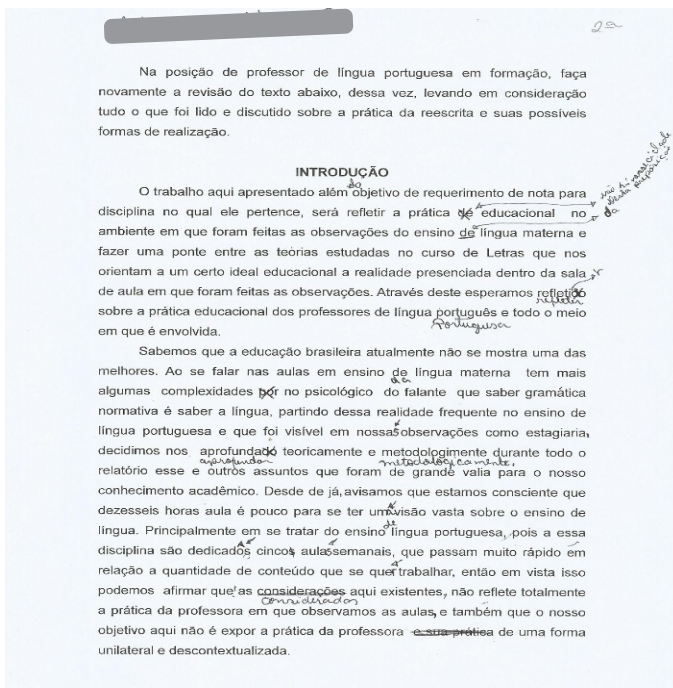 2ª
Na posição de professor de língua portuguesa em formação, faça
novamente a revisão do texto abaixo, dessa vez, levando em consideração
tudo o que foi lido e discutido sobre a prática da reescrita e suas possíveis
formas de realização.
INTRODUÇÃO
do
O trabalho aqui apresentado além objetivo de requerimento de nota para
disciplina no qual ele pertence, será refletir a prática de educacional no
da
ambiente em que foram feitas as observações do ensino de língua materna e
fazer uma ponte entre as teorias estudadas no curso de Letras que nos
orientam a um certo ideal educacional a realidade presenciada dentro da sala
r
de aula em que foram feitas as observações. Através deste esperamos refletido
refletir
sobre a prática educacional dos professores de língua português e todo o meio
Portuguesa
em que é envolvida.
Sabemos que a educação brasileira atualmente não se mostra uma das
melhores. Ao se falar nas aulas em ensino de língua materna tem mais
da
algumas complexidades por no psicológico do falante que saber gramática
normativa é saber a língua, partindo dessa realidade frequente no ensino de
língua portuguesa e que foi visível em nossas observações como estagiaria,
decidimos nos aprofundado teoricamente e metodologimente durante todo o
aprofundar metodologicamente,
relatório esse e outros assuntos que foram de grande valia para o nosso
conhecimento acadêmico. Desde de já, avisamos que estamos consciente que
dezesseis horas aula é pouco para se ter uma visão vasta sobre o ensino de
de
língua. Principalmente em se tratar do ensino língua portuguesa, pois a essa
disciplina são dedicados cincos aulas semanais, que passam muito rápido em
relação a quantidade de conteúdo que se quer trabalhar, então em vista isso
podemos afirmar que as considerações aqui existentes, não reflete totalmente
consideradas
a prática da professora em que observamos as aulas, e também que o nosso
objetivo aqui não é expor a prática da professora e sua prática de uma forma
unilateral e descontextualizada.